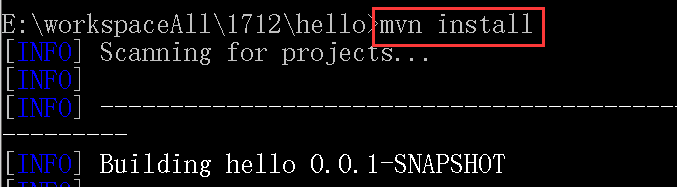 E:\workspaceAll\1712\hello>mvn install
[INFO] Scanning for projects...
[INFO]
[INFO] -----------------------------------------
---------
[INFO] Building hello 0.0.1-SNAPSHOT